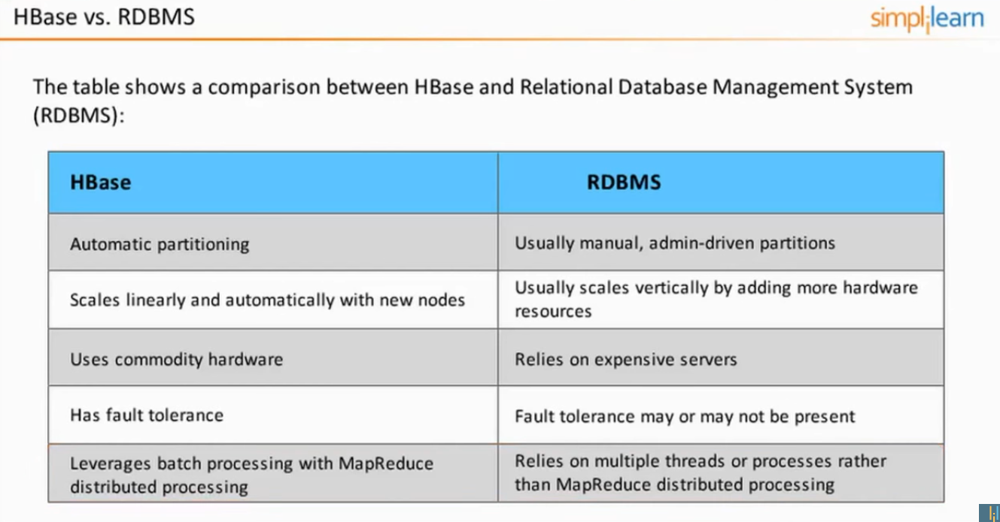 HBase vs. RDBMS
simplilearn
The table shows a comparison between HBase and Relational Database Management System
(RDBMS):
HBase
RDBMS
Automatic partitioning
Usually manual, admin-driven partitions
Scales linearly and automatically with new nodes
Usually scales vertically by adding more hardware
resources
Uses commodity hardware
Relies on expensive servers
Has fault tolerance
Fault tolerance may or may not be present
Leverages batch processing with MapReduce
distributed processing
Relies on multiple threads or processes rather
than MapReduce distributed processing